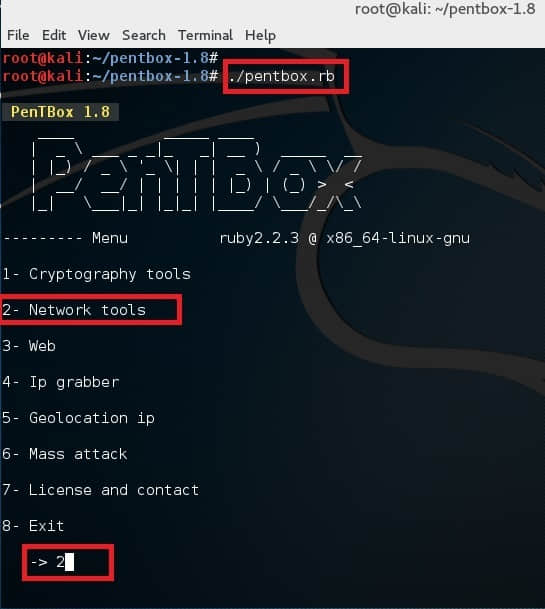 root@kali: ~/pentbox-1.8
File Edit View Search Terminal Help
root@kali:~/pentbox-1.8#
root@kali:~/pentbox-1.8# ./pentbox.rb
PenTBox 1.8
PenTBox
--------- Menu ruby2.2.3 @ x86_64-linux-gnu
1- Cryptography tools
2- Network tools
3- Web
4- Ip grabber
5- Geolocation ip
6- Mass attack
7- License and contact
8- Exit
-> 2